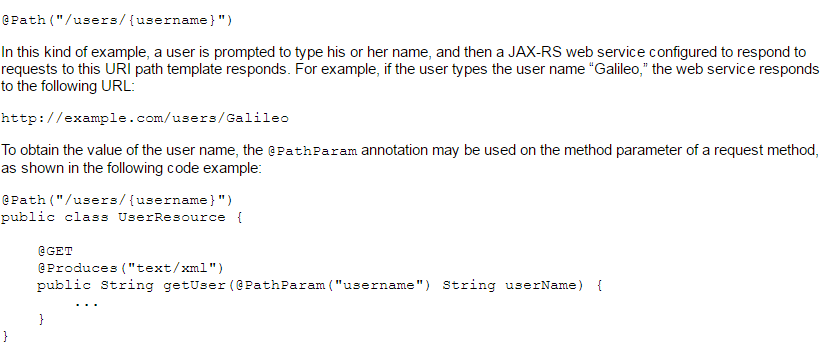 @Path("/users/{username}")
In this kind of example, a user is prompted to type his or her name, and then a JAX-RS web service configured to respond to
requests to this URI path template responds. For example, if the user types the user name “Galileo,” the web service responds
to the following URL:
http://example.com/users/Galileo
To obtain the value of the user name, the @PathParam annotation may be used on the method parameter of a request method,
as shown in the following code example:
@Path("/users/{username}")
public class UserResource {
    @GET
    @Produces("text/xml")
    public String getUser(@PathParam("username") String userName) {
        ...
    }
}